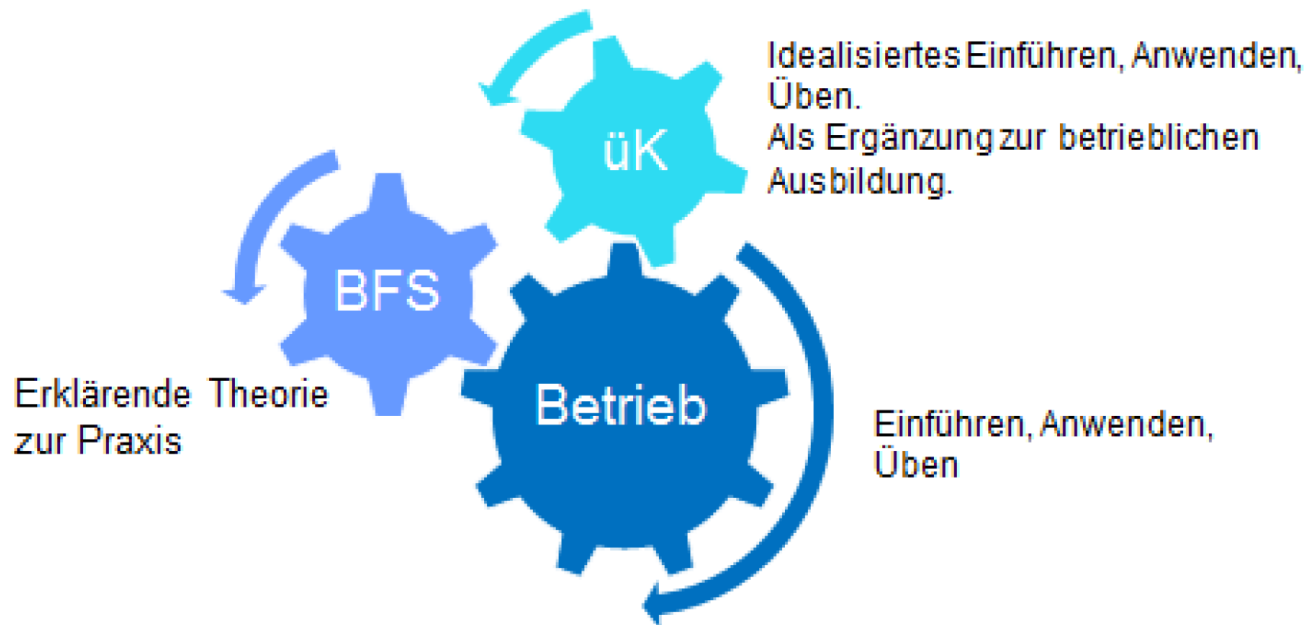 Idealisiertes Einführen, Anwenden,
Üben.
Als Ergänzung zur betrieblichen
Ausbildung.
üK
BFS
Erklärende Theorie
zur Praxis
Betrieb
Einführen, Anwenden,
Üben